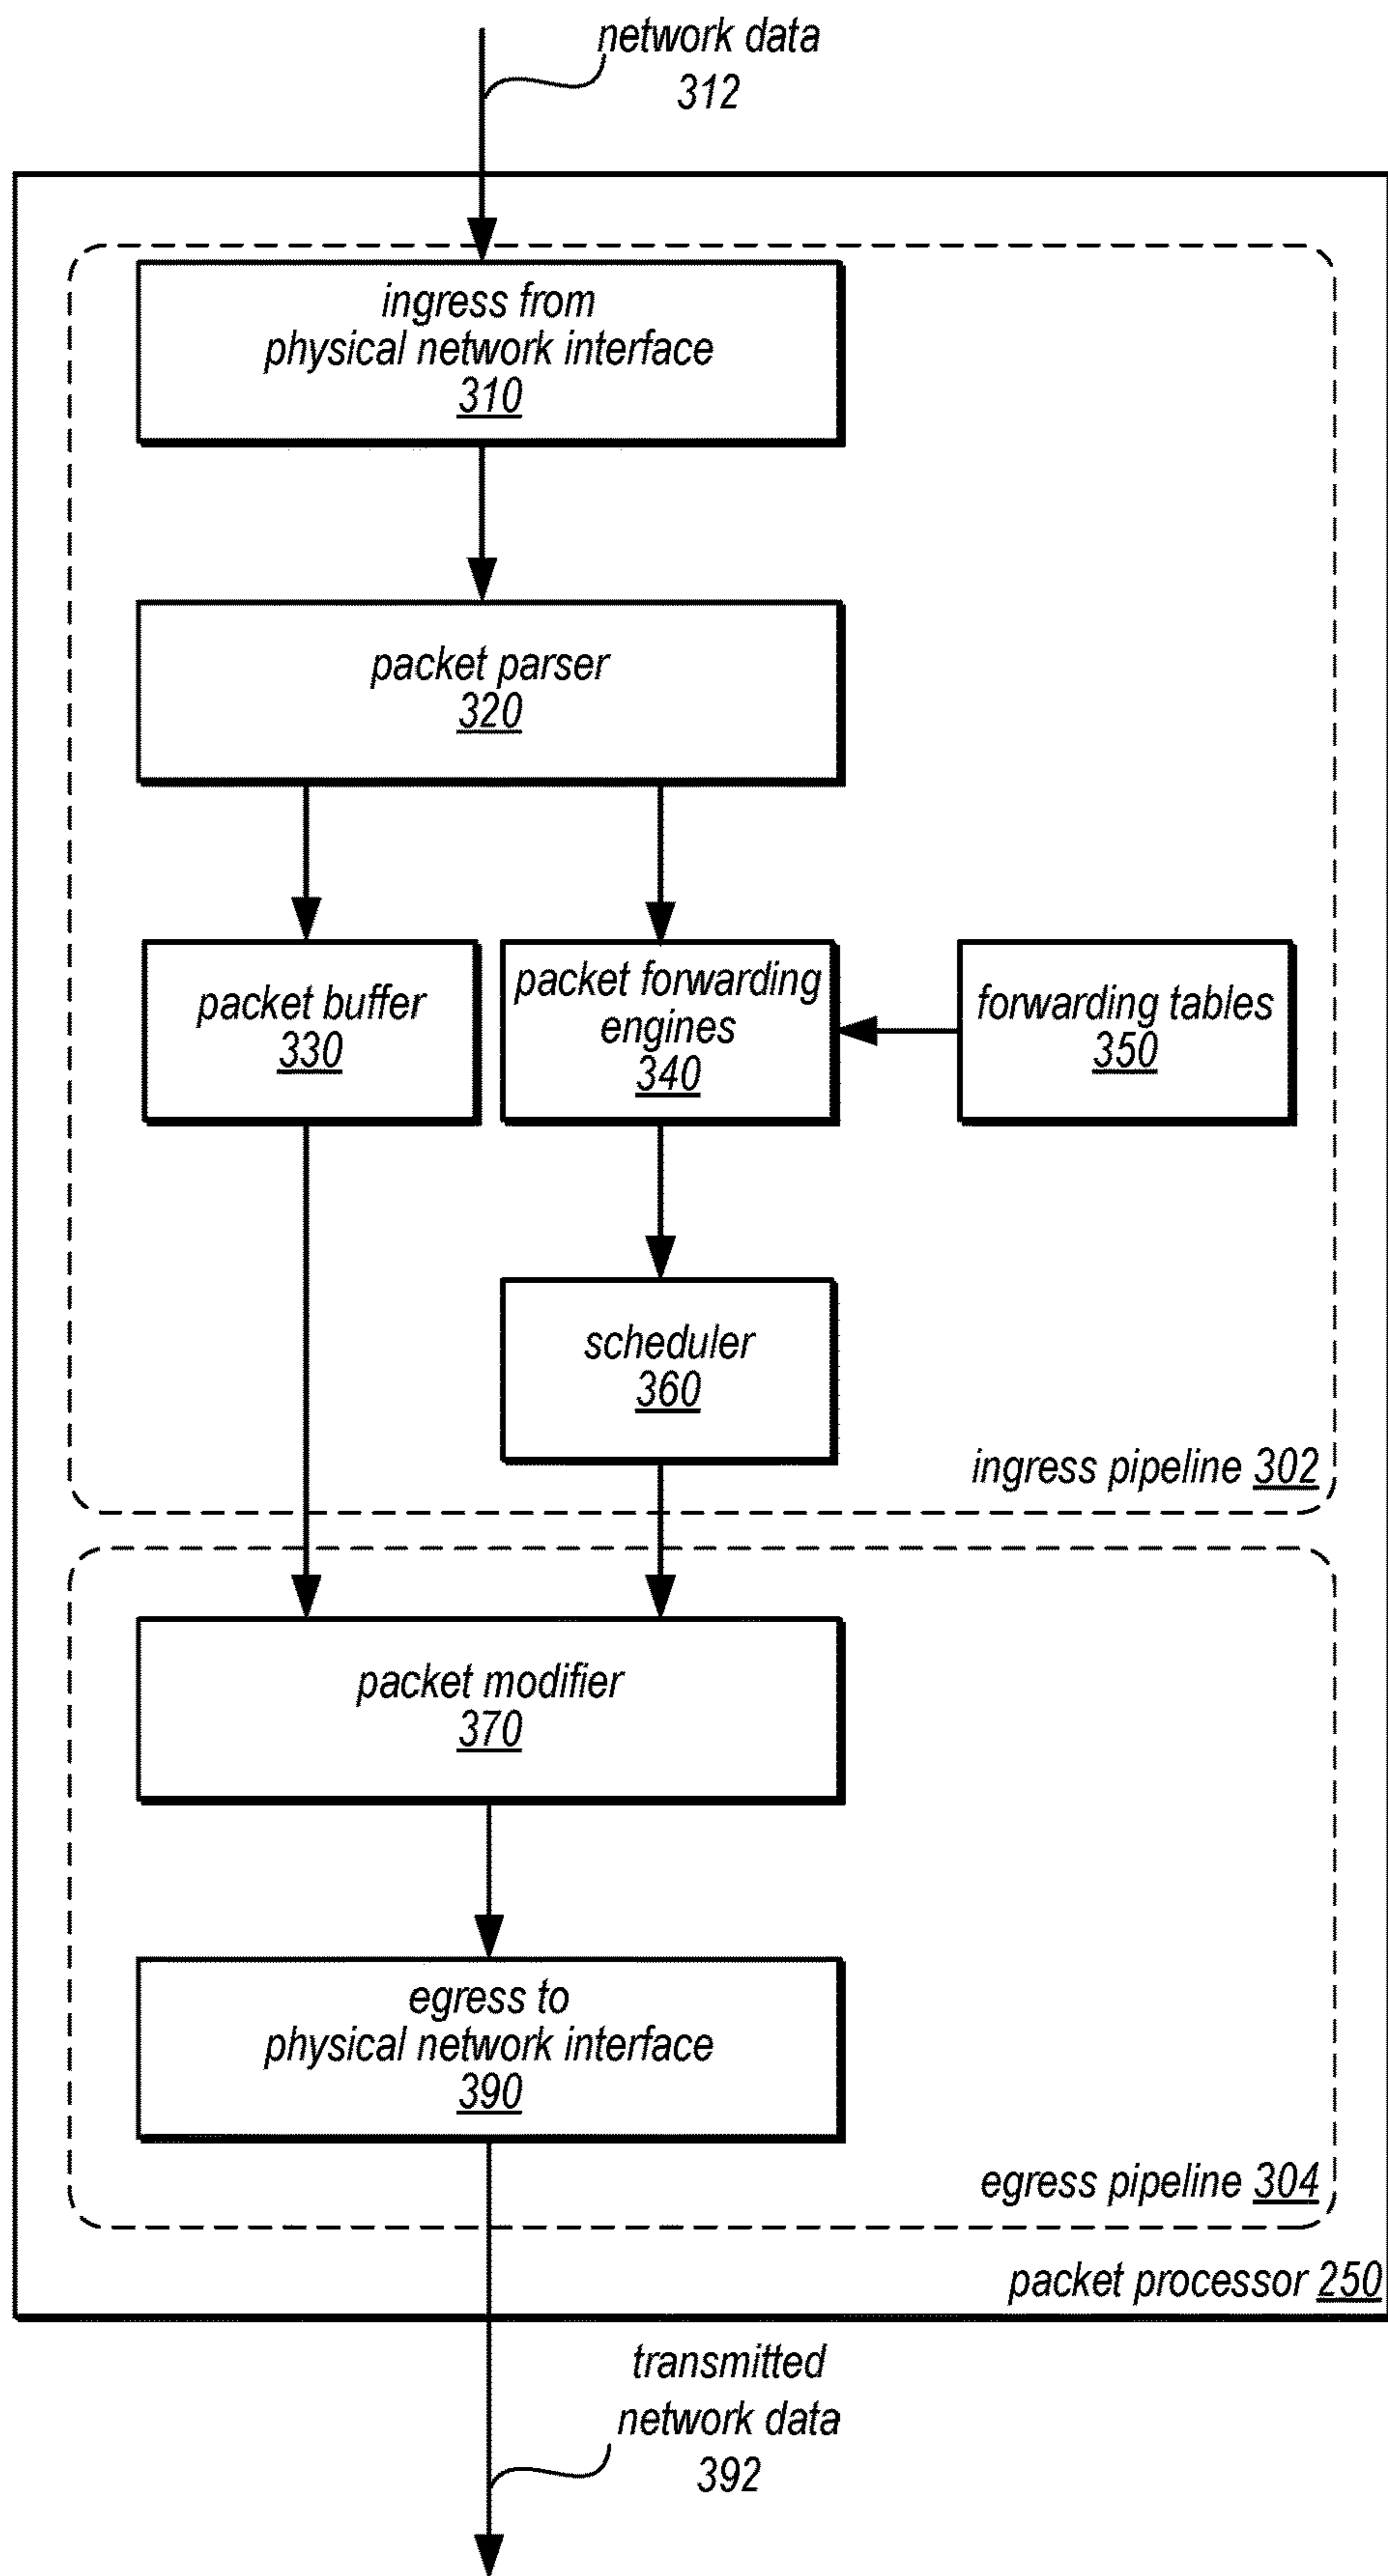 network data
312
ingress from
physical network interface
310
packet parser
320
packet buffer
330
packet forwarding
engines
340
forwarding tables
350
scheduler
360
ingress pipeline 302
packet modifier
370
egress to
physical network interface
390
egress pipeline 304
packet processor 250
transmitted
network data
392